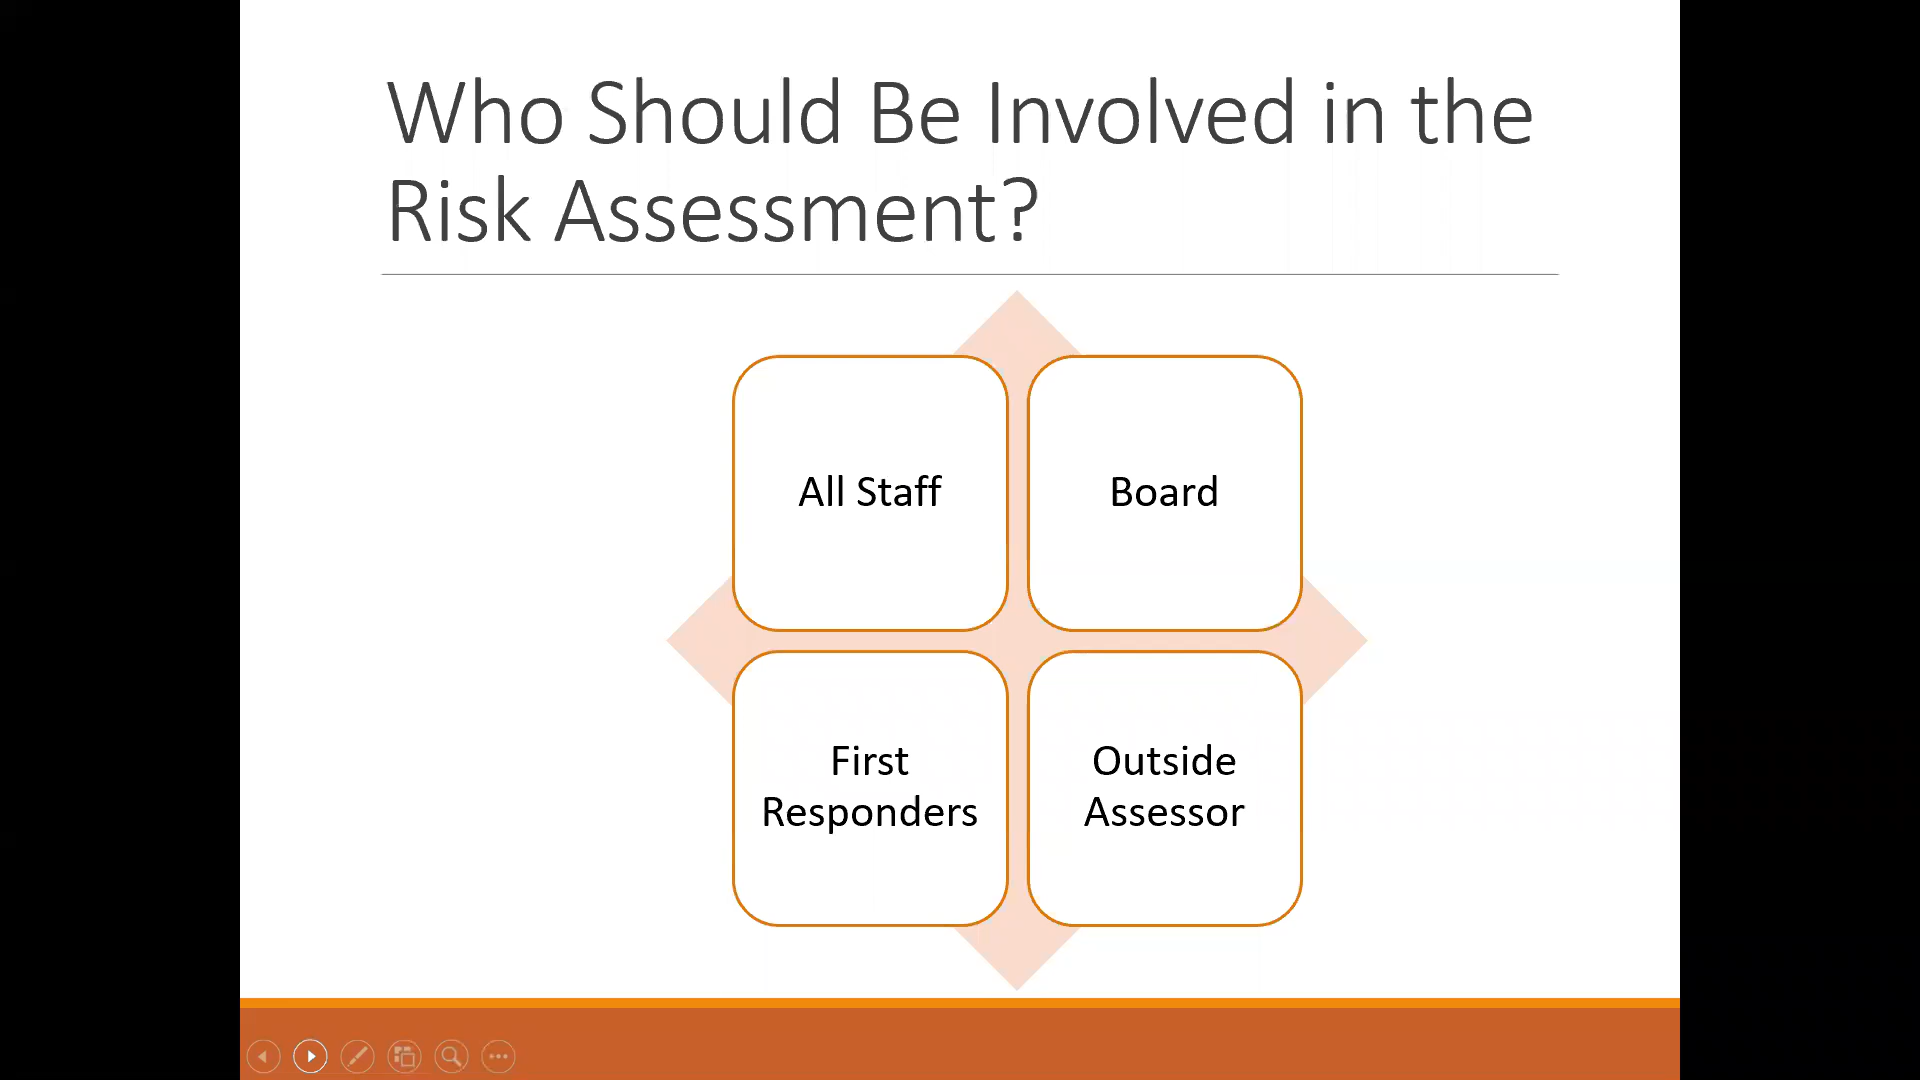 Who Should Be Involved in the
Risk Assessment?
All Staff
Board
First
Responders
Outside
Assessor